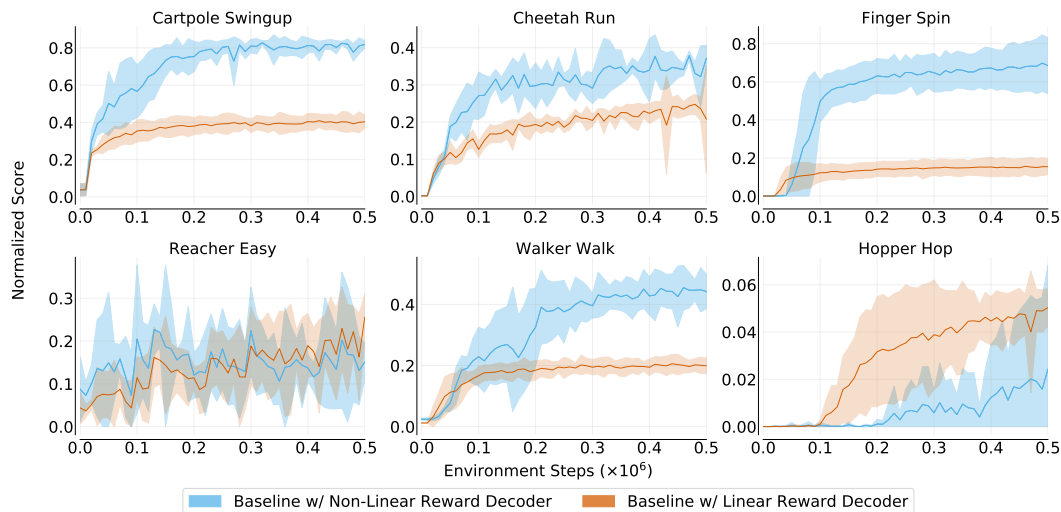 Cartpole Swingup
Cheetah Run
Finger Spin
Normalized Score
0.8
0.6
0.4
0.2
0.0
0.0 0.1 0.2 0.3 0.4 0.5
0.4
0.3
0.2
0.1
0.0
0.0 0.1 0.2 0.3 0.4 0.5
0.8
0.6
0.4
0.2
0.0
0.0 0.1 0.2 0.3 0.4 0.5
Reacher Easy
Walker Walk
Hopper Hop
0.3
0.2
0.1
0.0
0.0 0.1 0.2 0.3 0.4 0.5
0.4
0.2
0.0
0.0 0.1 0.2 0.3 0.4 0.5
0.06
0.04
0.02
0.00
0.0 0.1 0.2 0.3 0.4 0.5
Environment Steps (×10⁶)
Baseline w/ Non-Linear Reward Decoder
Baseline w/ Linear Reward Decoder